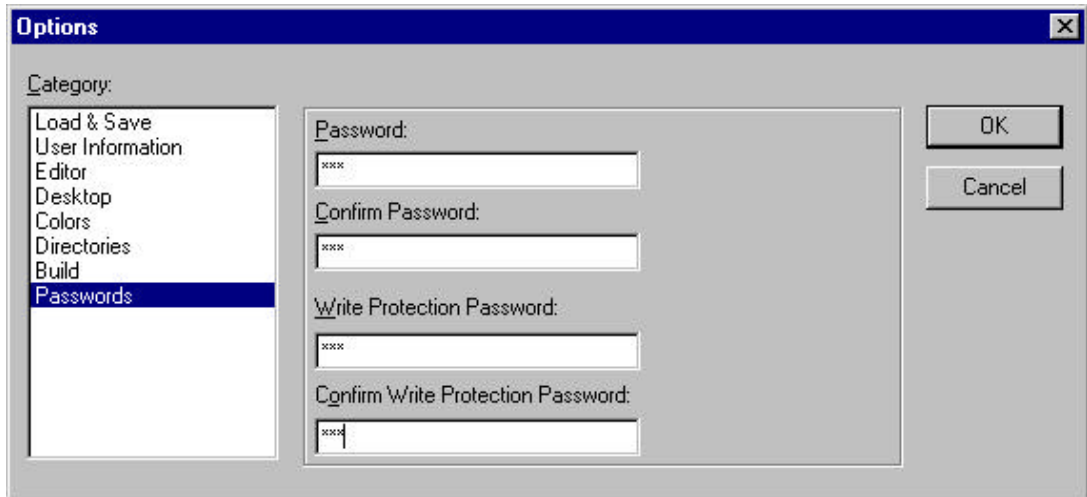 Options
Category:
Load & Save
User Information
Editor
Desktop
Colors
Directories
Build
Passwords
Password:
***
Confirm Password:
***
Write Protection Password:
***
Confirm Write Protection Password:
***
OK
Cancel